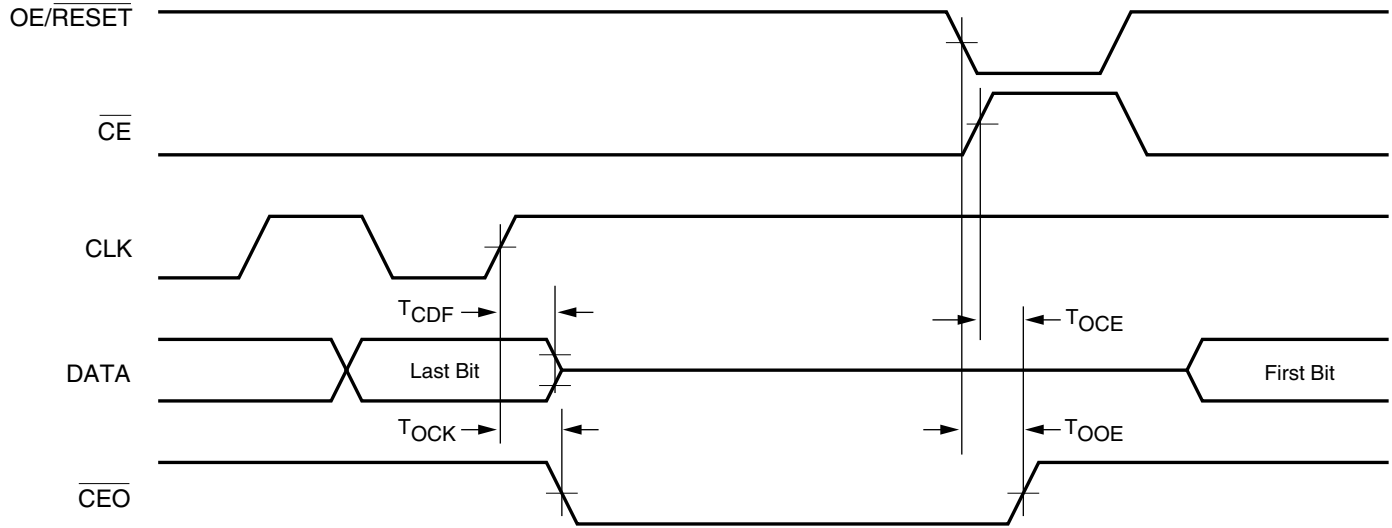 OE/RESET
CE
CLK
TCDF
TOCE
DATA
Last Bit
First Bit
TOCK
TOOE
CEO